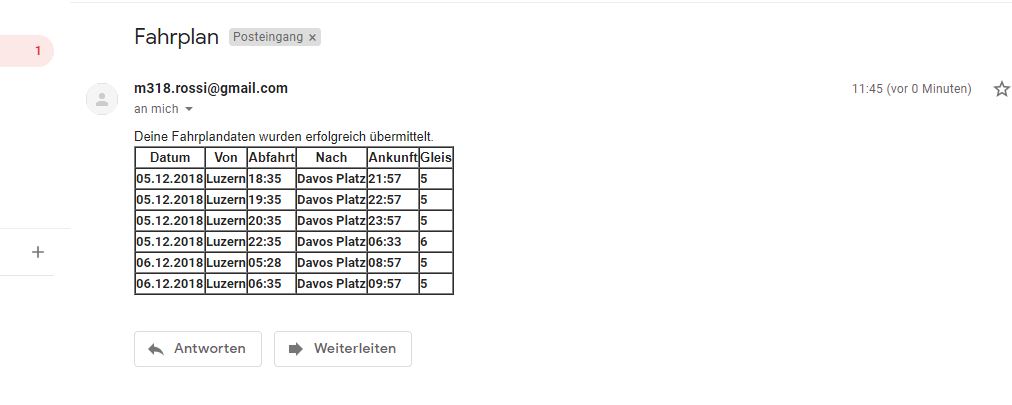 Fahrplan Posteingang ×
1
m318.rossi@gmail.com 11:45 (vor 0 Minuten)
an mich
Deine Fahrplandaten wurden erfolgreich übermittelt.
Datum Von Abfahrt Nach Ankunft Gleis
05.12.2018 Luzern 18:35 Davos Platz 21:57 5
05.12.2018 Luzern 19:35 Davos Platz 22:57 5
05.12.2018 Luzern 20:35 Davos Platz 23:57 5
05.12.2018 Luzern 22:35 Davos Platz 06:33 6
06.12.2018 Luzern 05:28 Davos Platz 08:57 5
06.12.2018 Luzern 06:35 Davos Platz 09:57 5
Antworten Weiterleiten